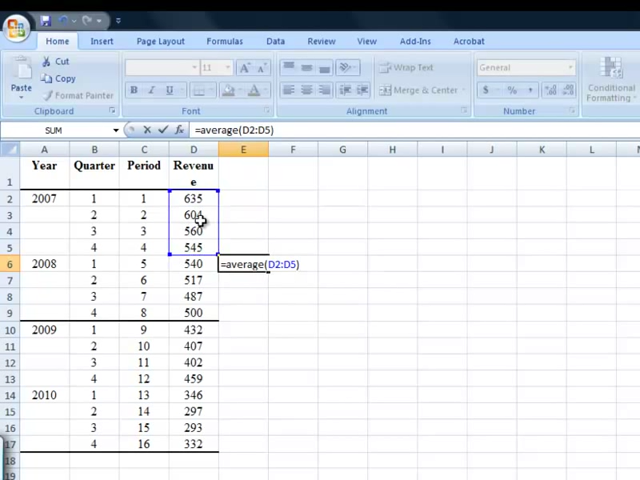 Home Insert Page Layout Formulas Data Review View Add-Ins Acrobat
Cut
Copy
Format Painter
Paste
Clipboard
11
B I U
Font
Wrap Text
Merge & Center
Alignment
General
$ % ,
Number
Conditional
Formatting
SUM =average(D2:D5)
A B C D E F G H I J K L
1 Year Quarter Period Revenu
e
2 2007 1 1 635
3 2 2 604
4 3 3 560
5 4 4 545
6 2008 1 5 540 =average(D2:D5)
7 2 6 517
8 3 7 487
9 4 8 500
10 2009 1 9 432
11 2 10 407
12 3 11 402
13 4 12 459
14 2010 1 13 346
15 2 14 297
16 3 15 293
17 4 16 332
18
19